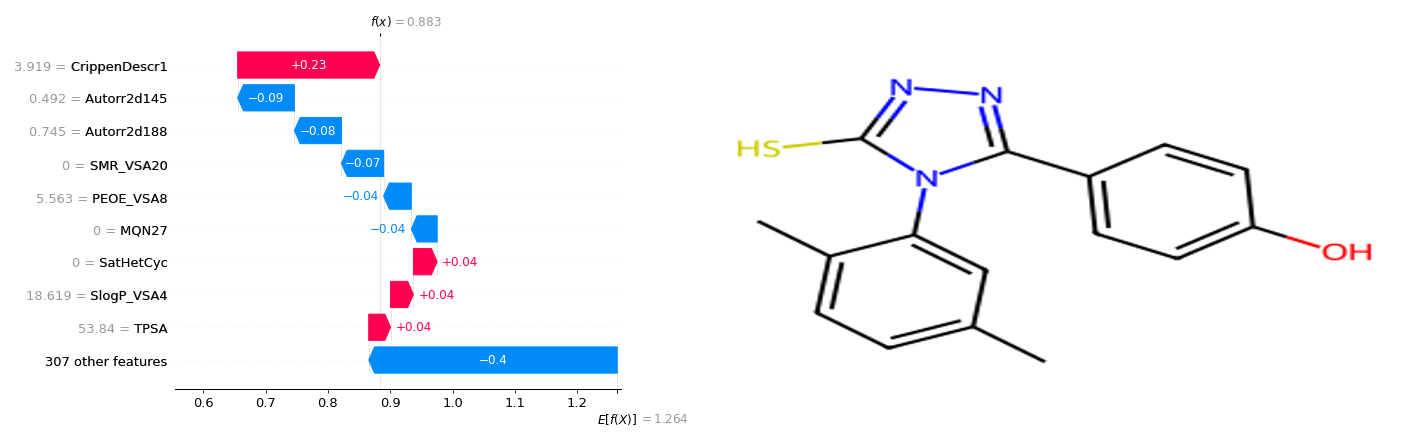 f(x) = 0.883
3.919 = CrippenDescr1
+0.23
0.492 = Autorr2d145
−0.09
0.745 = Autorr2d188
−0.08
0 = SMR_VSA20
−0.07
5.563 = PEOE_VSA8
−0.04
0 = MQN27
−0.04
0 = SatHetCyc
+0.04
18.619 = SlogP_VSA4
+0.04
53.84 = TPSA
+0.04
307 other features
−0.4
0.6 0.7 0.8 0.9 1.0 1.1 1.2
E[f(X)] = 1.264
N
N
HS
N
OH